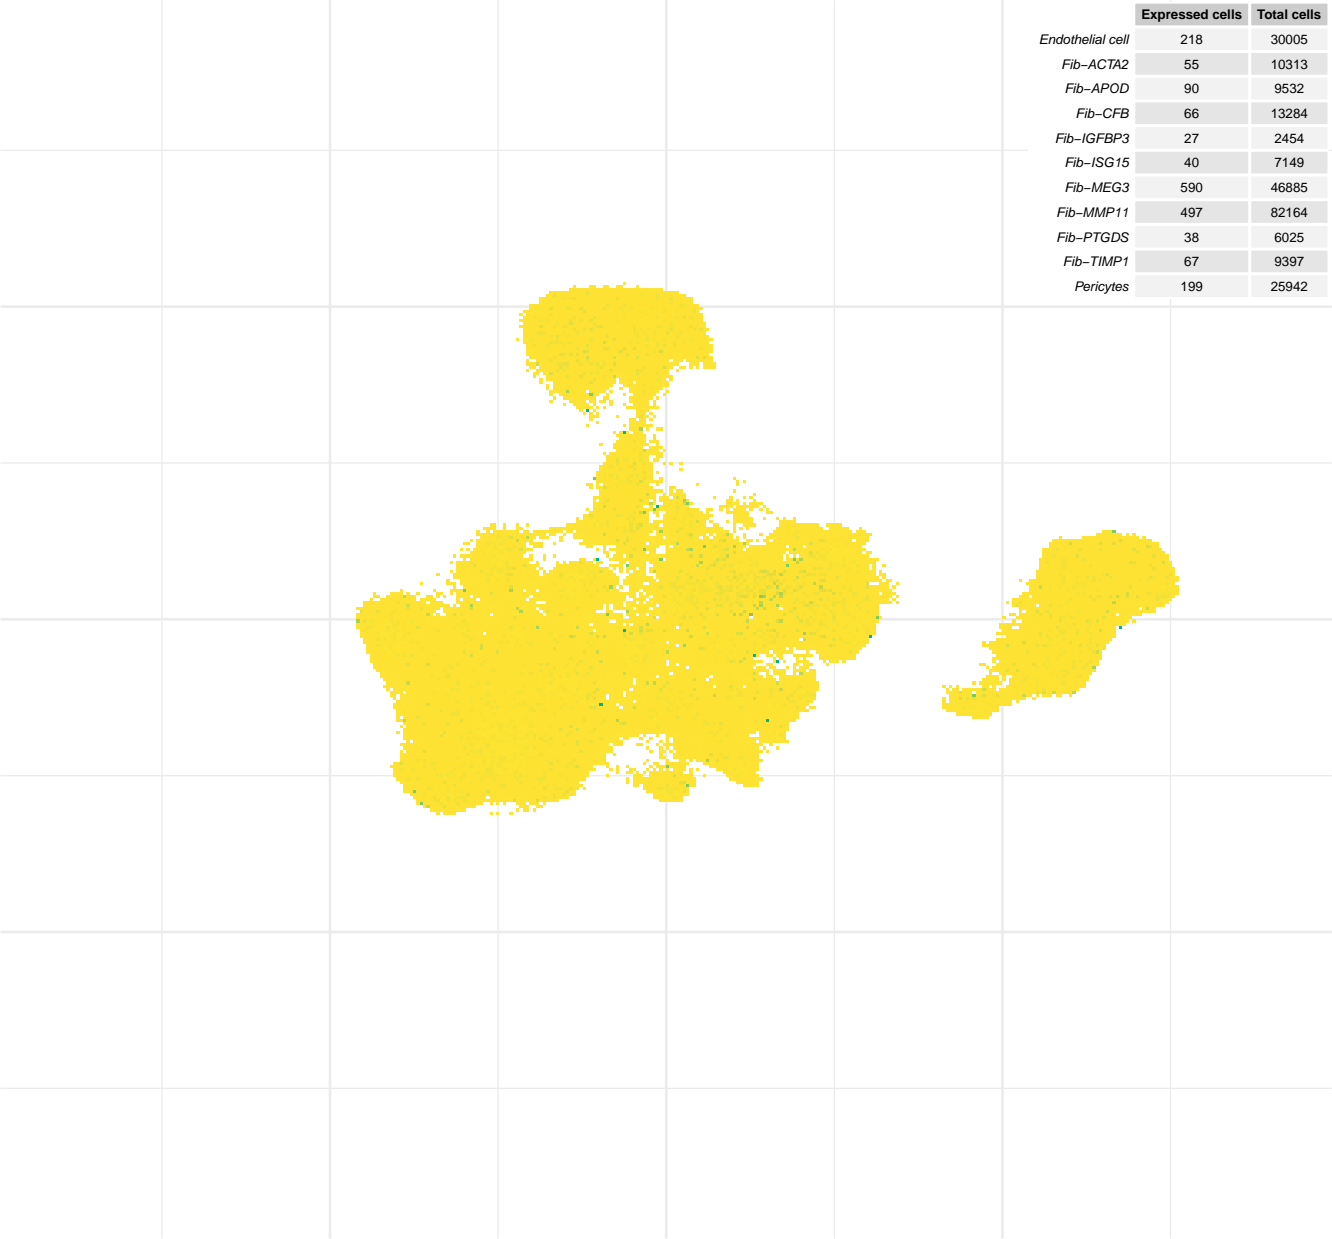 Expressed cells Total cells
Endothelial cell 218 30005
Fib−ACTA2 55 10313
Fib−APOD 90 9532
Fib−CFB 66 13284
Fib−IGFBP3 27 2454
Fib−ISG15 40 7149
Fib−MEG3 590 46885
Fib−MMP11 497 82164
Fib−PTGDS 38 6025
Fib−TIMP1 67 9397
Pericytes 199 25942